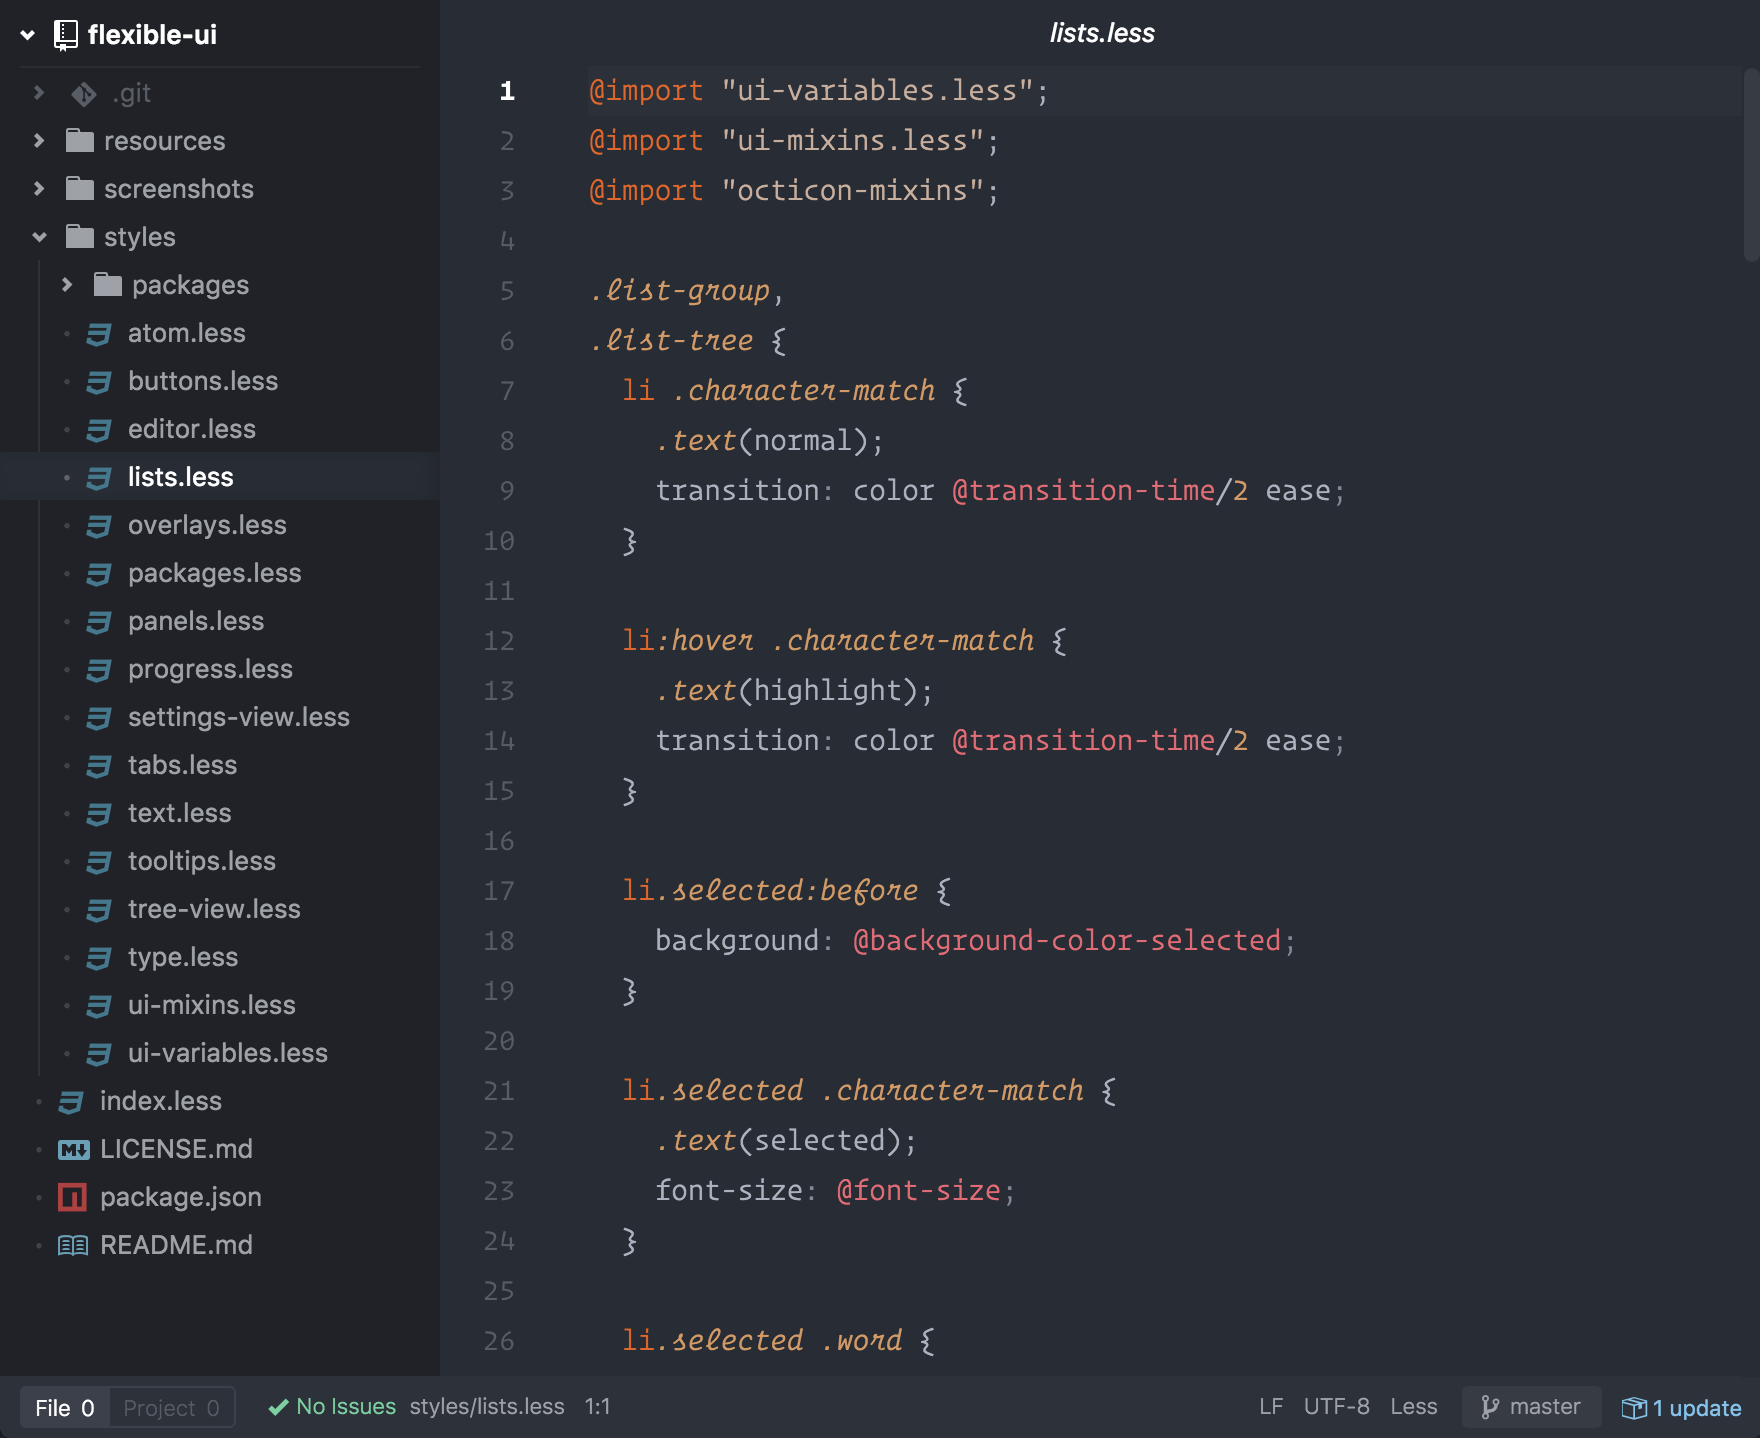 flexible-ui
.git
resources
screenshots
styles
packages
atom.less
buttons.less
editor.less
lists.less
overlays.less
packages.less
panels.less
progress.less
settings-view.less
tabs.less
text.less
tooltips.less
tree-view.less
type.less
ui-mixins.less
ui-variables.less
index.less
LICENSE.md
package.json
README.md
lists.less
1 @import "ui-variables.less";
2 @import "ui-mixins.less";
3 @import "octicon-mixins";
4
5 .list-group,
6 .list-tree {
7 li .character-match {
8 .text(normal);
9 transition: color @transition-time/2 ease;
10 }
11
12 li:hover .character-match {
13 .text(highlight);
14 transition: color @transition-time/2 ease;
15 }
16
17 li.selected:before {
18 background: @background-color-selected;
19 }
20
21 li.selected .character-match {
22 .text(selected);
23 font-size: @font-size;
24 }
25
26 li.selected .word {
File 0 Project 0 No Issues styles/lists.less 1:1 LF UTF-8 Less master 1 update